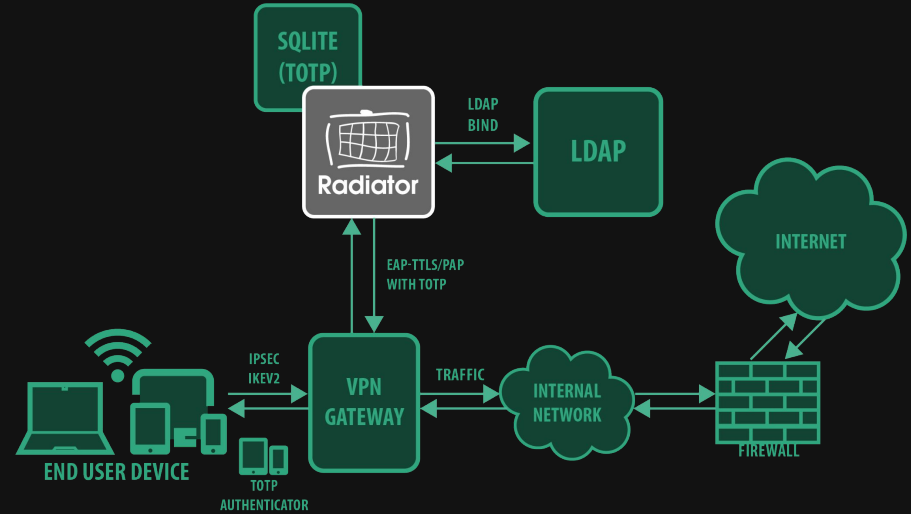 SQLITE
(TOTP)
LDAP
BIND
LDAP
Radiator
INTERNET
EAP-TTLS/PAP
WITH TOTP
IPSEC
IKEV2
VPN
GATEWAY
TRAFFIC
INTERNAL
NETWORK
FIREWALL
END USER DEVICE
TOTP
AUTHENTICATOR